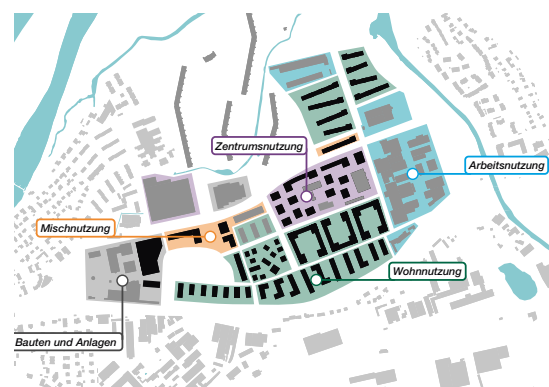 Zentrumsnutzung
Arbeitsnutzung
Mischnutzung
Wohnnutzung
Bauten und Anlagen